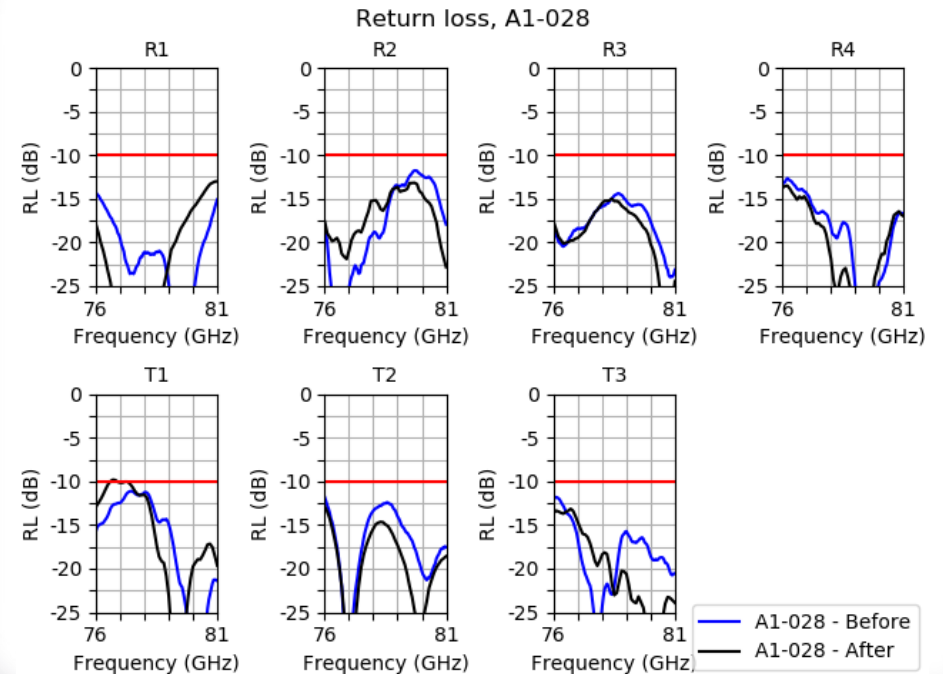 Return loss, A1-028
R1
R2
R3
R4
0
-5
-10
-15
-20
-25
RL (dB)
76
81
Frequency (GHz)
0
-5
-10
-15
-20
-25
RL (dB)
76
81
Frequency (GHz)
0
-5
-10
-15
-20
-25
RL (dB)
76
81
Frequency (GHz)
0
-5
-10
-15
-20
-25
RL (dB)
76
81
Frequency (GHz)
T1
T2
T3
0
-5
-10
-15
-20
-25
RL (dB)
76
81
Frequency (GHz)
0
-5
-10
-15
-20
-25
RL (dB)
76
81
Frequency (GHz)
0
-5
-10
-15
-20
-25
RL (dB)
76
81
Frequency (GHz)
A1-028 - Before
A1-028 - After